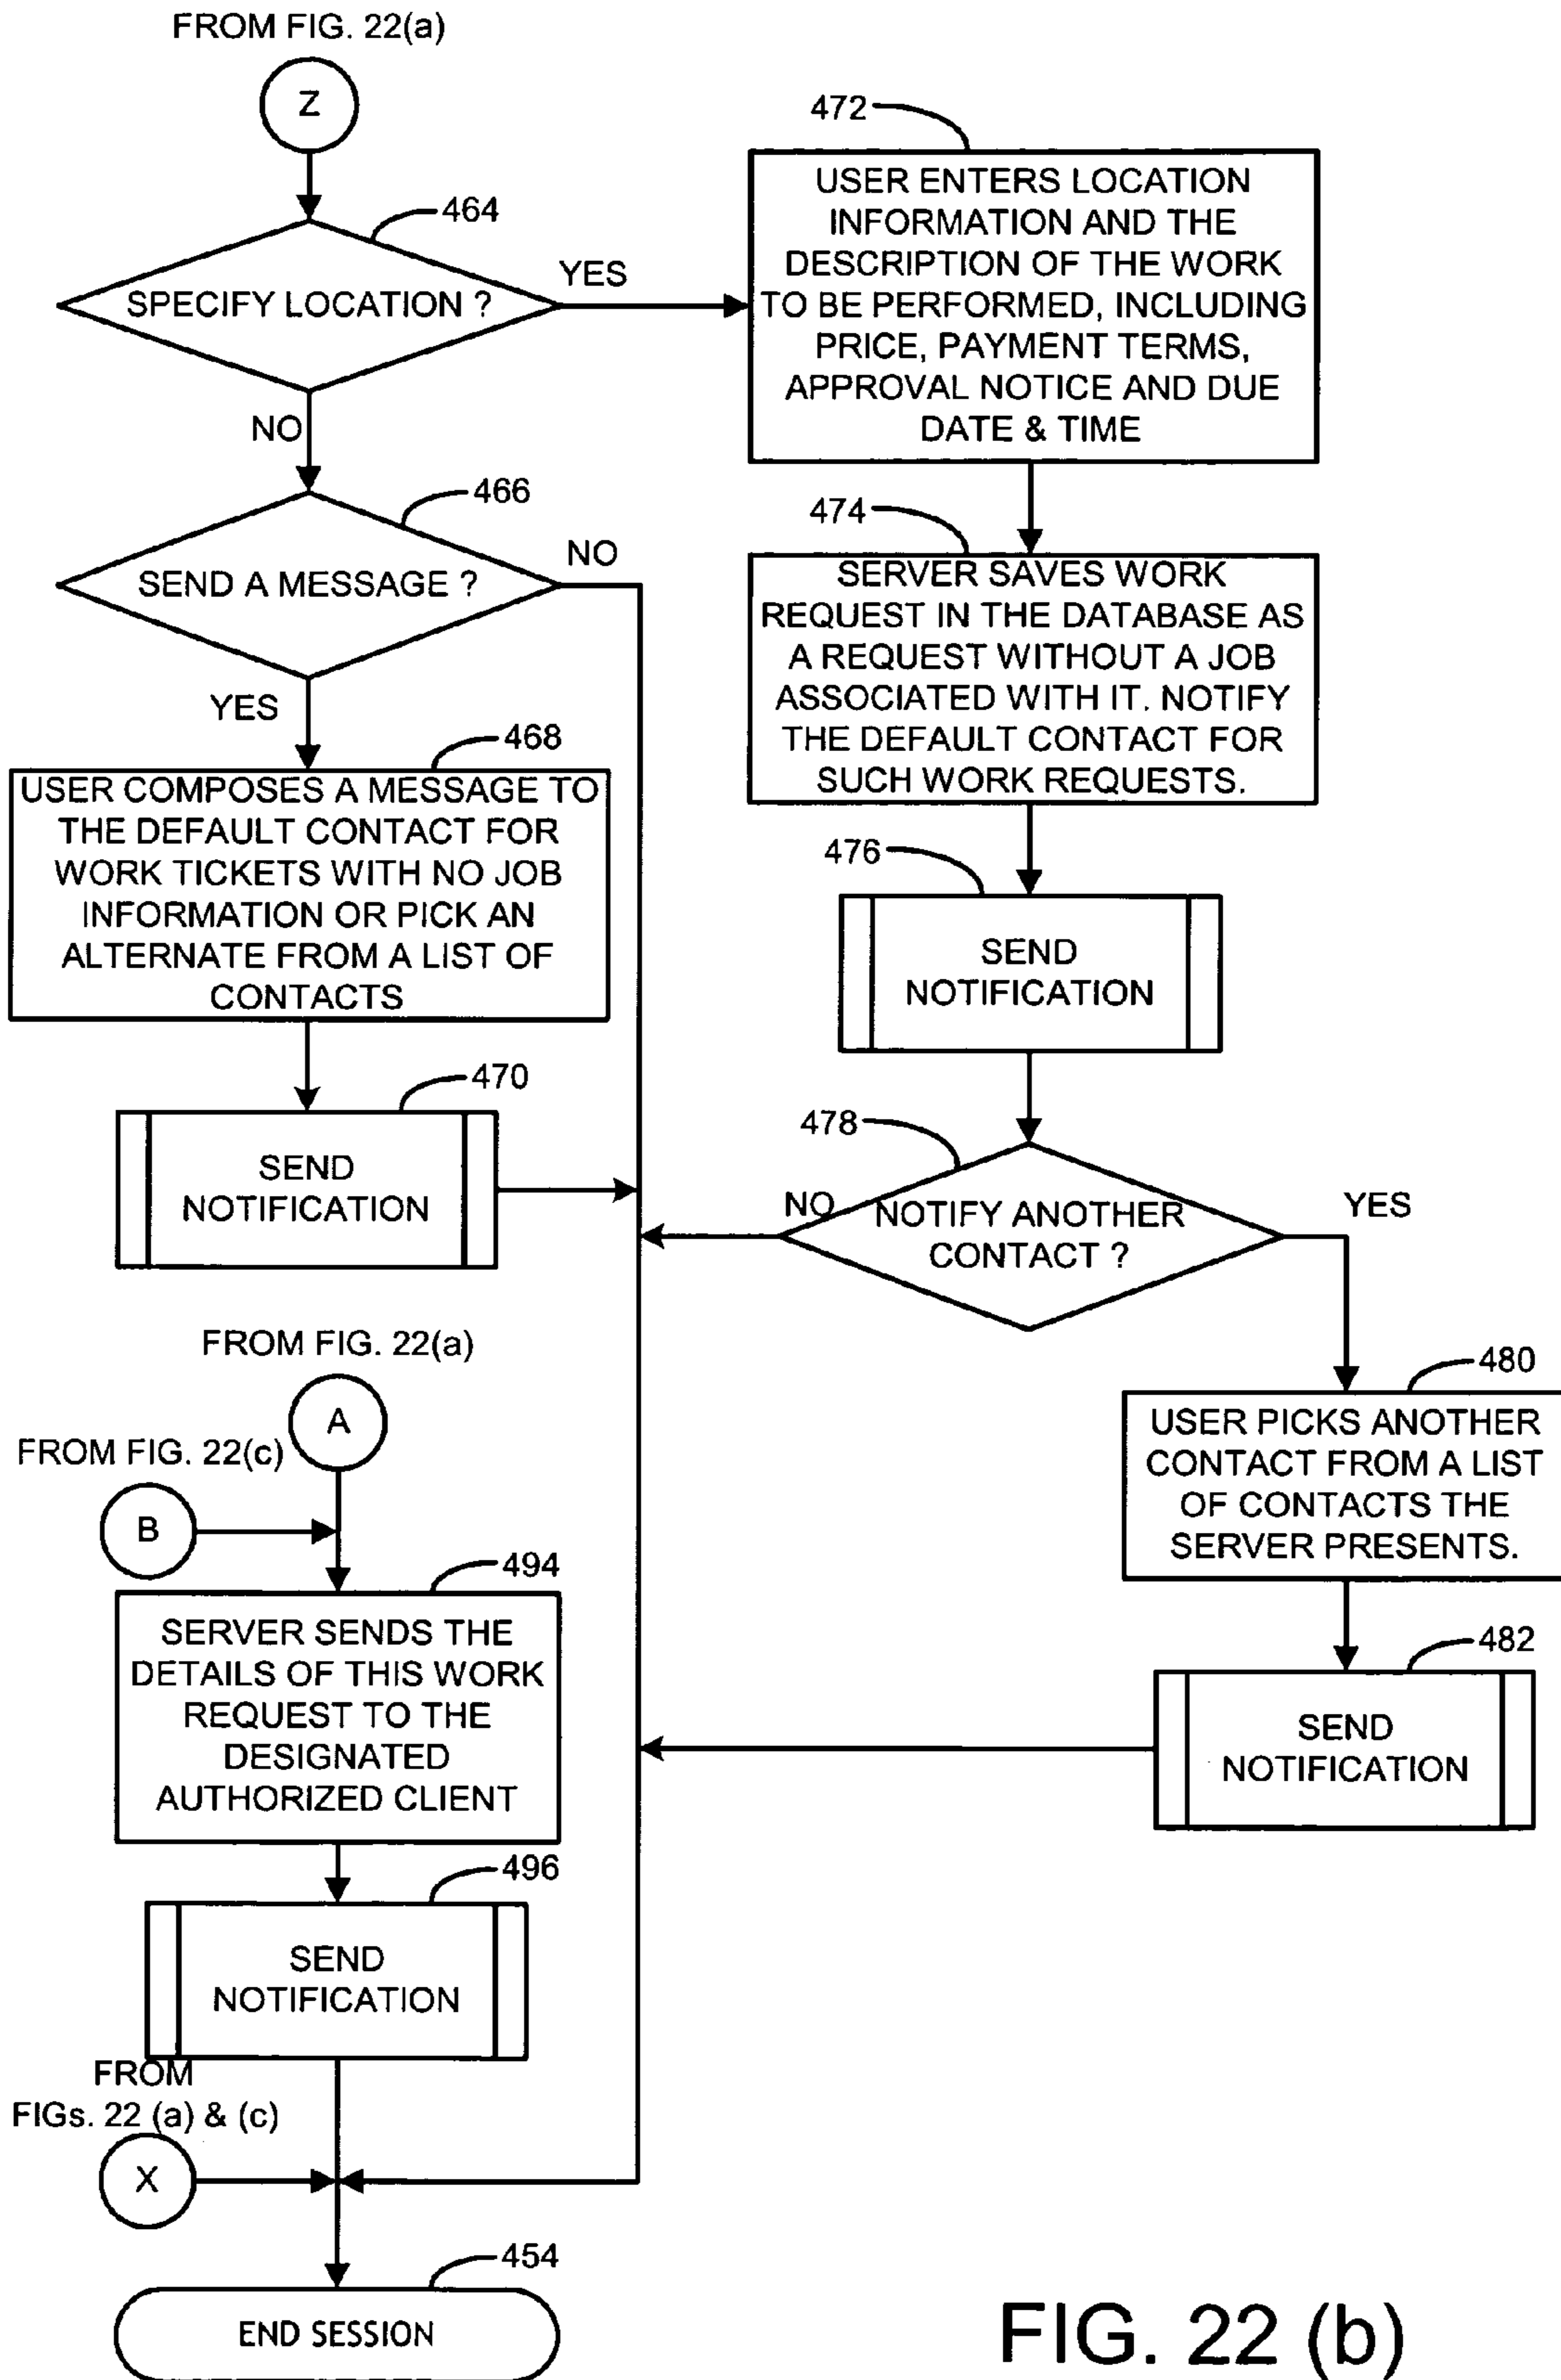 FROM FIG. 22(a)
Z
464
SPECIFY LOCATION ?
YES
NO
466
SEND A MESSAGE ?
NO
YES
468
USER COMPOSES A MESSAGE TO
THE DEFAULT CONTACT FOR
WORK TICKETS WITH NO JOB
INFORMATION OR PICK AN
ALTERNATE FROM A LIST OF
CONTACTS
470
SEND
NOTIFICATION
472
USER ENTERS LOCATION
INFORMATION AND THE
DESCRIPTION OF THE WORK
TO BE PERFORMED, INCLUDING
PRICE, PAYMENT TERMS,
APPROVAL NOTICE AND DUE
DATE & TIME
474
SERVER SAVES WORK
REQUEST IN THE DATABASE AS
A REQUEST WITHOUT A JOB
ASSOCIATED WITH IT. NOTIFY
THE DEFAULT CONTACT FOR
SUCH WORK REQUESTS.
476
SEND
NOTIFICATION
478
NOTIFY ANOTHER
CONTACT ?
NO
YES
480
USER PICKS ANOTHER
CONTACT FROM A LIST
OF CONTACTS THE
SERVER PRESENTS.
482
SEND
NOTIFICATION
FROM FIG. 22(a)
A
FROM FIG. 22(c)
B
494
SERVER SENDS THE
DETAILS OF THIS WORK
REQUEST TO THE
DESIGNATED
AUTHORIZED CLIENT
496
SEND
NOTIFICATION
FROM
FIGs. 22 (a) & (c)
X
454
END SESSION
FIG. 22 (b)